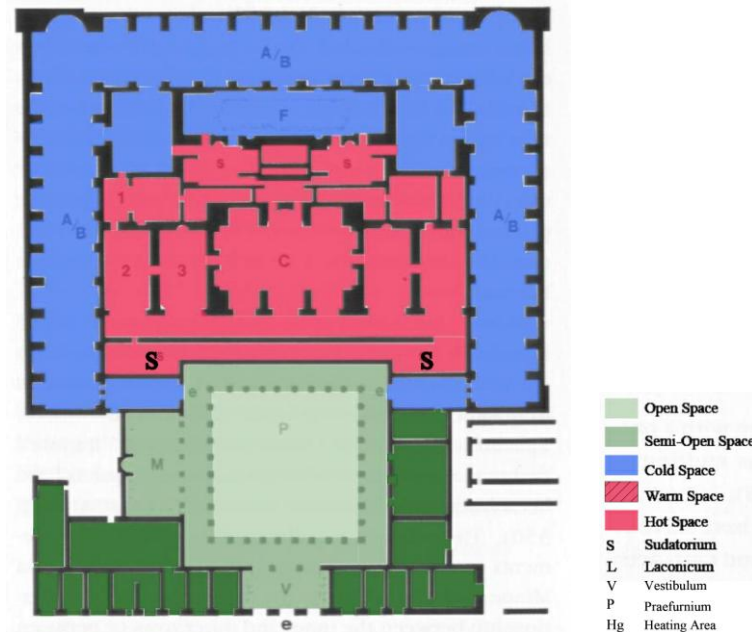 A/B
F
s s
1
A/B A/B
2 3 C
S S
e e
P
M
V
e
Open Space
Semi-Open Space
Cold Space
Warm Space
Hot Space
S Sudatorium
L Laconicum
V Vestibulum
P Praefurnium
Hg Heating Area